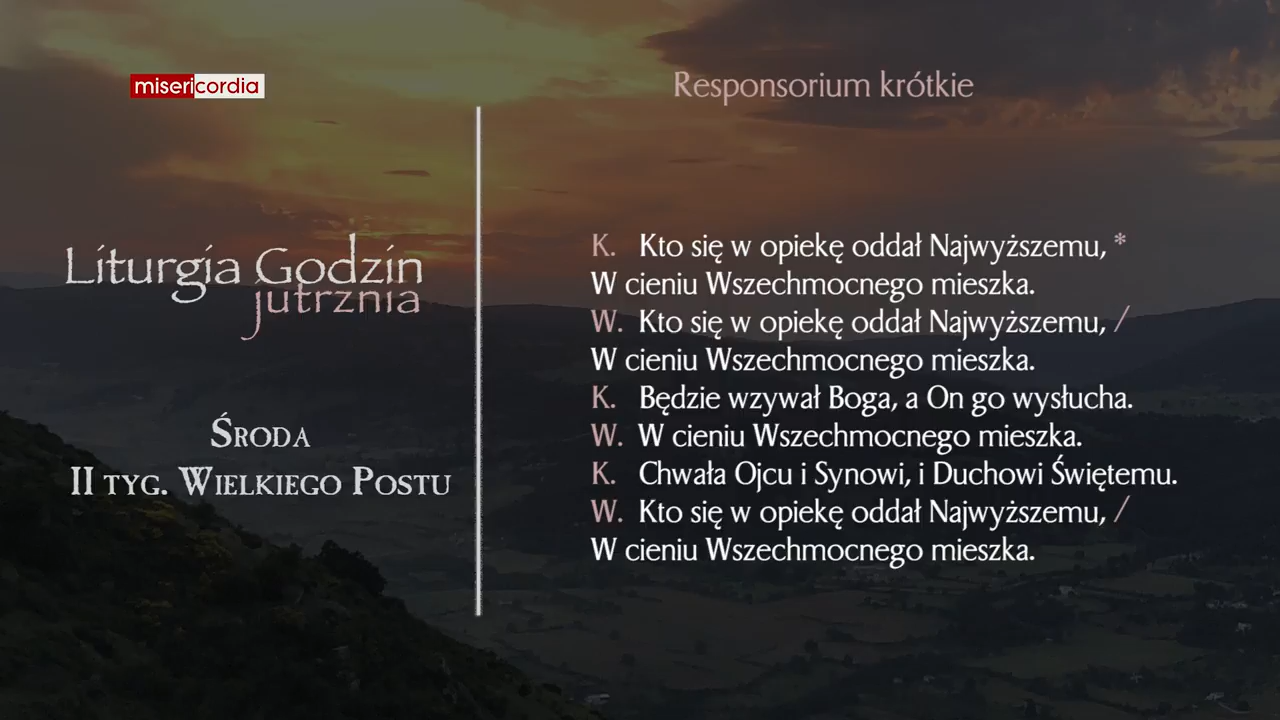 misericordia
Liturgia Godzin
jutrznia
Środa
II tyg. Wielkiego Postu
Responsorium krótkie
K. Kto się w opiekę oddał Najwyższemu, *
W cieniu Wszechmocnego mieszka.
W. Kto się w opiekę oddał Najwyższemu, /
W cieniu Wszechmocnego mieszka.
K. Będzie wzywał Boga, a On go wysłucha.
W. W cieniu Wszechmocnego mieszka.
K. Chwała Ojcu i Synowi, i Duchowi Świętemu.
W. Kto się w opiekę oddał Najwyższemu, /
W cieniu Wszechmocnego mieszka.